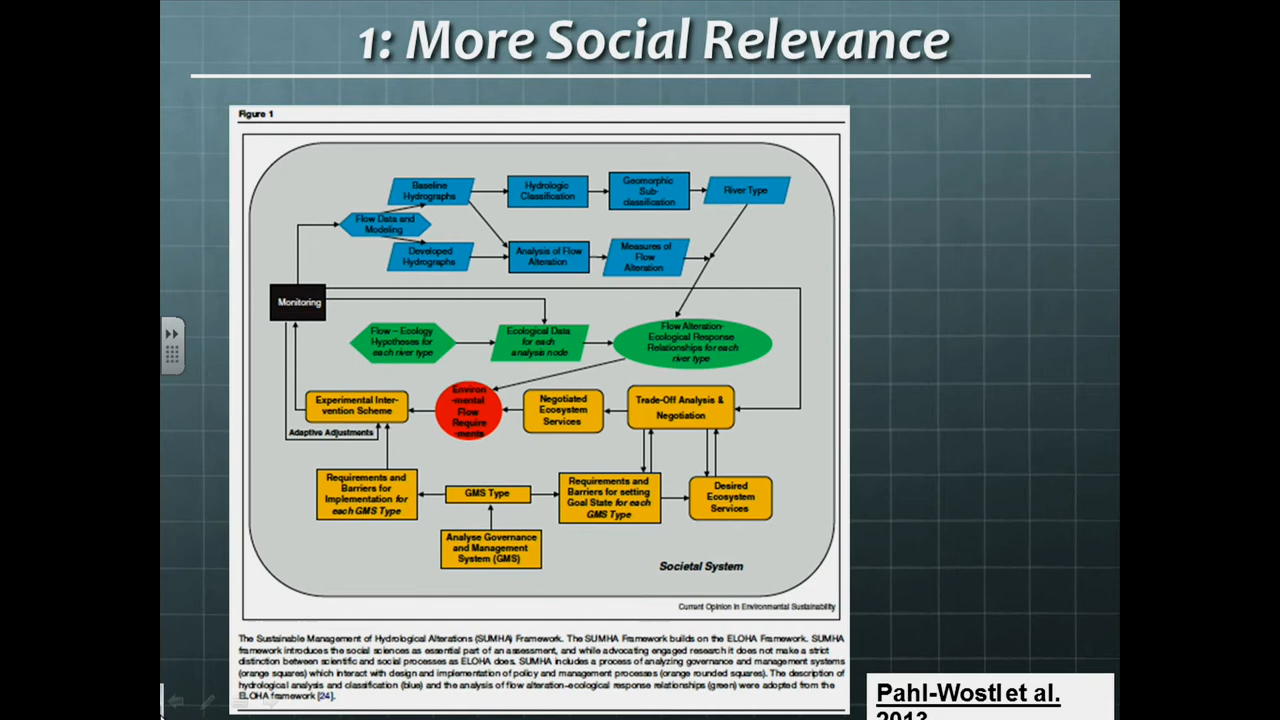 1: More Social Relevance
Figure 1
Baseline
Hydrographs
Hydrologic
Classification
Geomorphic
Sub-
classification
River Type
Flow Data and
Modeling
Developed
Hydrographs
Analysis of Flow
Alteration
Measures of
Flow
Alteration
Monitoring
Flow – Ecology
Hypotheses for
each river type
Ecological Data
for each
analysis node
Flow Alteration-
Ecological Response
Relationships for each
river type
Experimental Inter-
vention Scheme
Environ
-mental
Flow
Require
-ments
Negotiated
Ecosystem
Services
Trade-Off Analysis &
Negotiation
Adaptive Adjustments
Requirements and
Barriers for
Implementation for
each GMS Type
GMS Type
Requirements and
Barriers for setting
Goal State for each
GMS Type
Desired
Ecosystem
Services
Analyse Governance
and Management
System (GMS)
Societal System
Current Opinion in Environmental Sustainability
The Sustainable Management of Hydrological Alterations (SUMHA) Framework. The SUMHA Framework builds on the ELOHA Framework. SUMHA
framework introduces the social sciences as essential part of an assessment, and while advocating engaged research it does not make a strict
distinction between scientific and social processes as ELOHA does. SUMHA includes a process of analyzing governance and management systems
(orange squares) which interact with design and implementation of policy and management processes (orange rounded squares). The description of
hydrological analysis and classification (blue) and the analysis of flow alteration–ecological response relationships (green) were adopted from the
ELOHA framework [24].
Pahl-Wostl et al.
2013